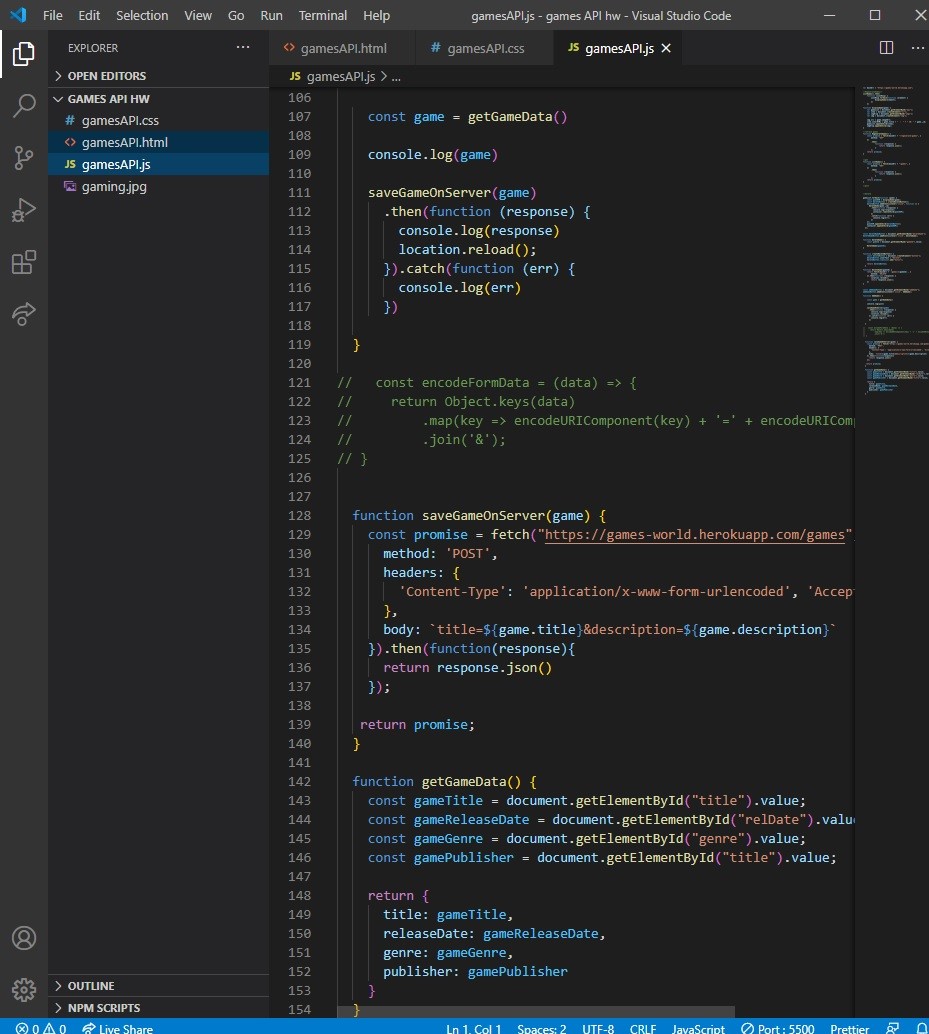 File Edit Selection View Go Run Terminal Help gamesAPI.js - games API hw - Visual Studio Code
EXPLORER
OPEN EDITORS
GAMES API HW
# gamesAPI.css
<> gamesAPI.html
JS gamesAPI.js
gaming.jpg
OUTLINE
NPM SCRIPTS
<> gamesAPI.html # gamesAPI.css JS gamesAPI.js
JS gamesAPI.js > ...
106
107 const game = getGameData()
108
109 console.log(game)
110
111 saveGameOnServer(game)
112 .then(function (response) {
113 console.log(response)
114 location.reload();
115 }).catch(function (err) {
116 console.log(err)
117 })
118
119 }
120
121 // const encodeFormData = (data) => {
122 // return Object.keys(data)
123 // .map(key => encodeURIComponent(key) + '=' + encodeURICom
124 // .join('&');
125 // }
126
127
128 function saveGameOnServer(game) {
129 const promise = fetch("https://games-world.herokuapp.com/games"
130 method: 'POST',
131 headers: {
132 'Content-Type': 'application/x-www-form-urlencoded', 'Accep
133 },
134 body: `title=${game.title}&description=${game.description}`
135 }).then(function(response){
136 return response.json()
137 });
138
139 return promise;
140 }
141
142 function getGameData() {
143 const gameTitle = document.getElementById("title").value;
144 const gameReleaseDate = document.getElementById("relDate").valu
145 const gameGenre = document.getElementById("genre").value;
146 const gamePublisher = document.getElementById("title").value;
147
148 return {
149 title: gameTitle,
150 releaseDate: gameReleaseDate,
151 genre: gameGenre,
152 publisher: gamePublisher
153 }
154 }
0 0 Live Share Ln 1, Col 1 Spaces: 2 UTF-8 CRLF JavaScript Port : 5500 Prettier